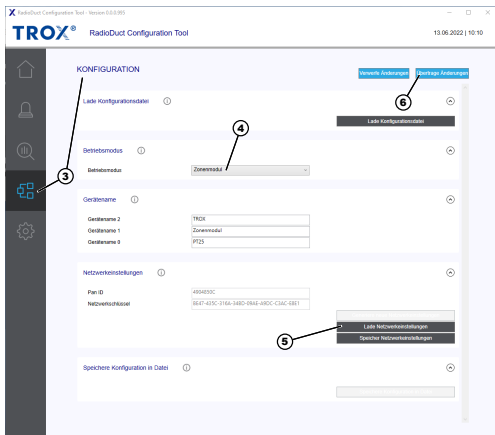 RadioDuct Configuration Tool - Version 0.0.0.995
TROX® RadioDuct Configuration Tool 13.06.2022 | 10:10
KONFIGURATION
Verwerfe Änderungen Übertrage Änderungen
6
Lade Konfigurationsdatei
Lade Konfigurationsdatei
4
Betriebsmodus
3
Betriebsmodus Zonenmodul
Gerätename
Gerätename 2 TROX
Gerätename 1 Zonenmodul
Gerätename 8 PT25
Netzwerkeinstellungen
Pan ID
Netzwerkschlüssel
Lade Netzwerkeinstellungen
5
Speicher Netzwerkeinstellungen
Speichere Konfiguration in Datei